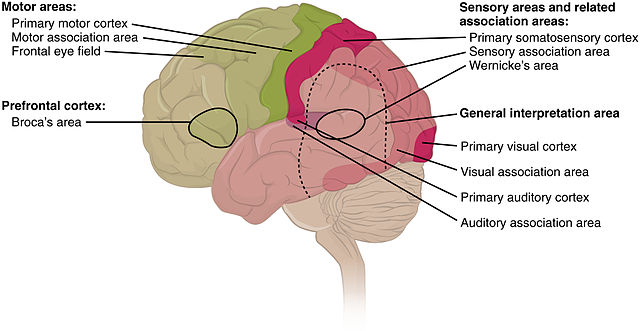 Motor areas:
Primary motor cortex
Motor association area
Frontal eye field
Prefrontal cortex:
Broca's area
Sensory areas and related
association areas:
Primary somatosensory cortex
Sensory association area
Wernicke's area
General interpretation area
Primary visual cortex
Visual association area
Primary auditory cortex
Auditory association area